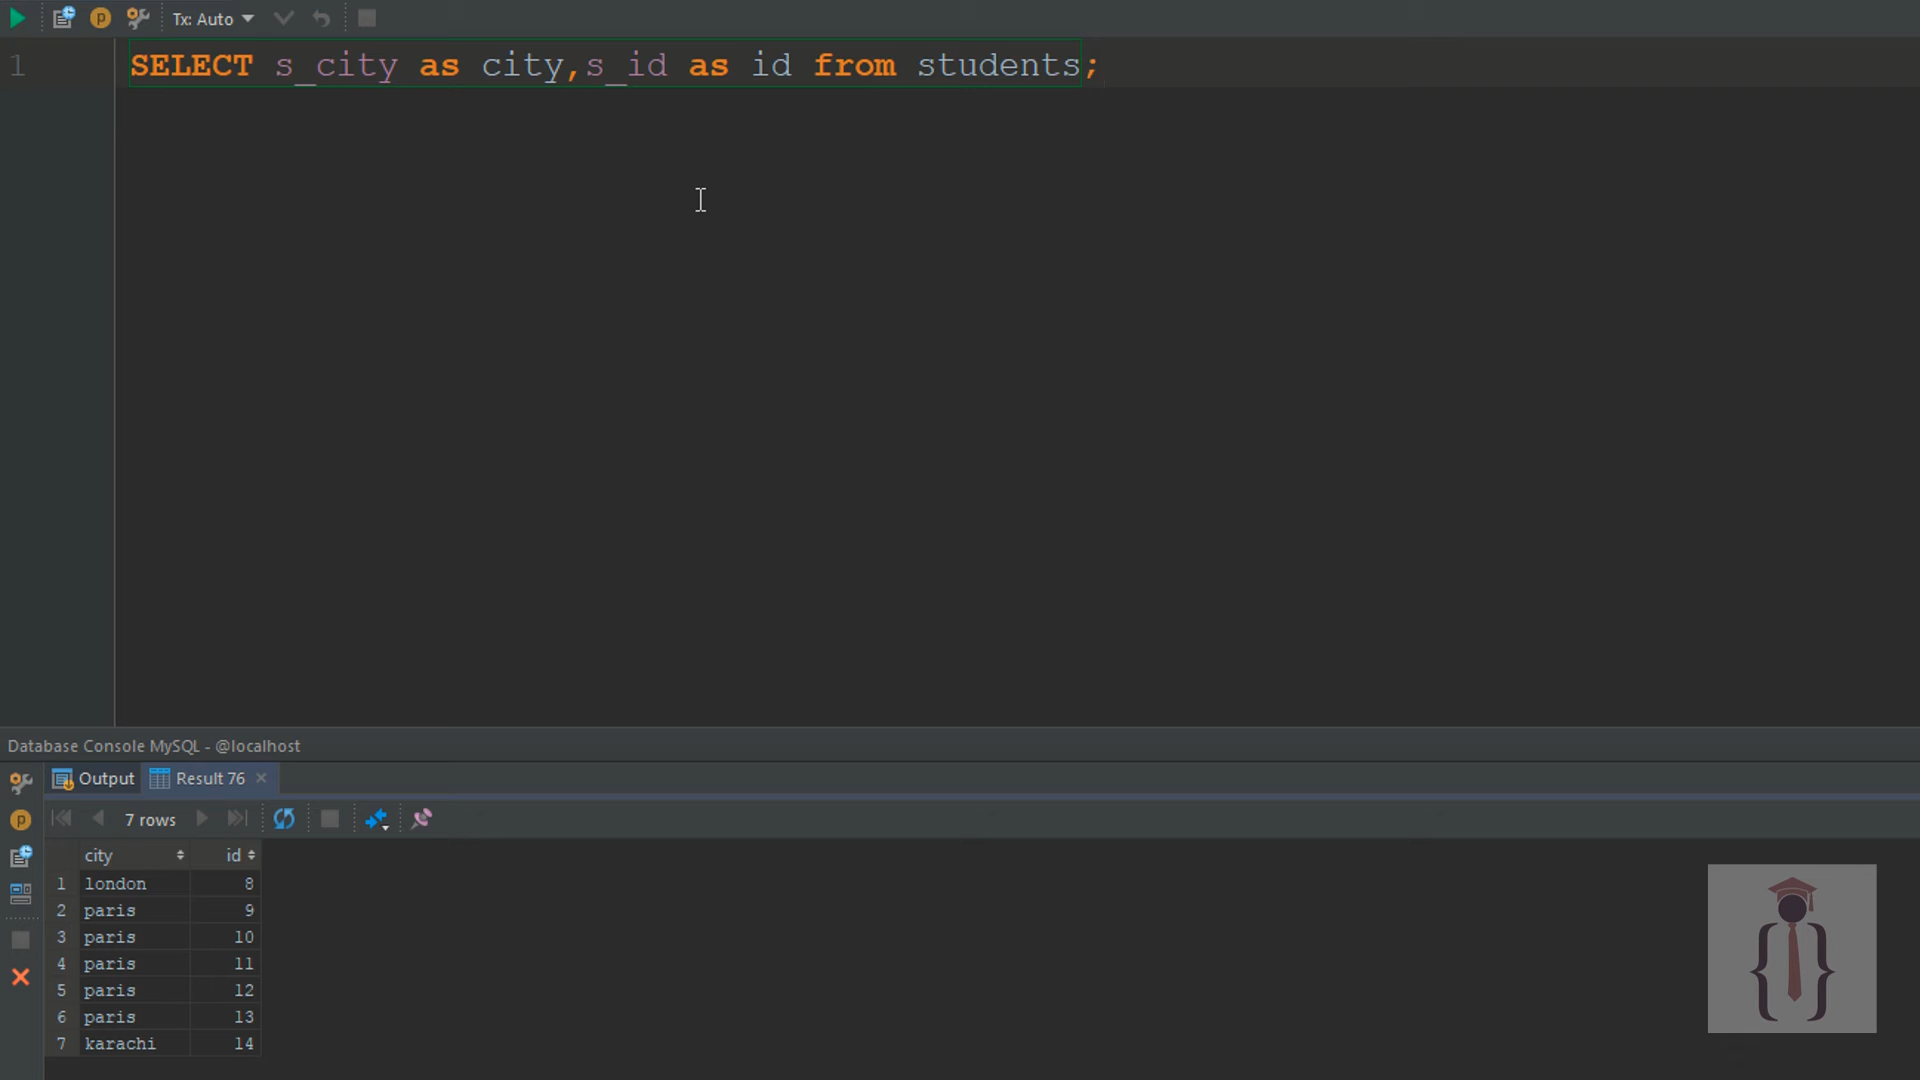 Tx: Auto
1 SELECT s_city as city,s_id as id from students;
Database Console MySQL - @localhost
Output Result 76
7 rows
city id
1 london 8
2 paris 9
3 paris 10
4 paris 11
5 paris 12
6 paris 13
7 karachi 14